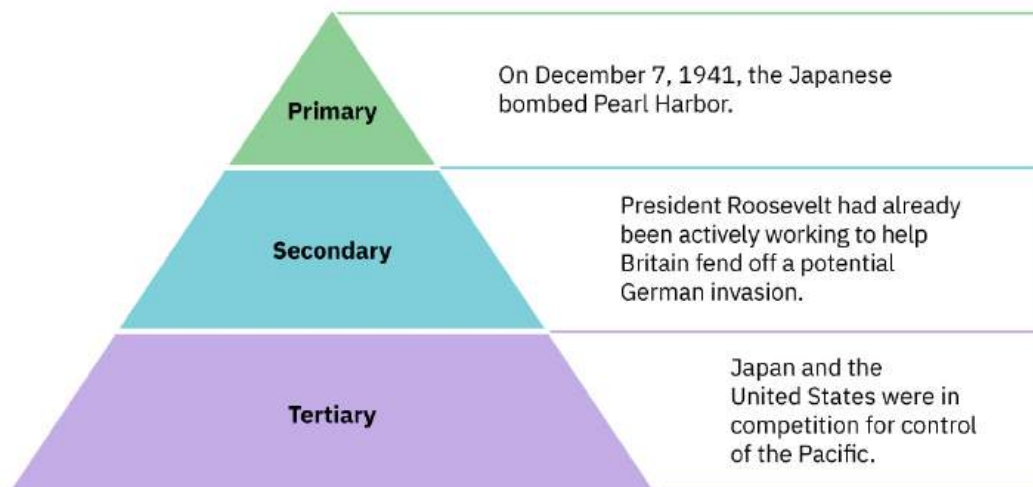 Primary
On December 7, 1941, the Japanese
bombed Pearl Harbor.
Secondary
President Roosevelt had already
been actively working to help
Britain fend off a potential
German invasion.
Tertiary
Japan and the
United States were in
competition for control
of the Pacific.